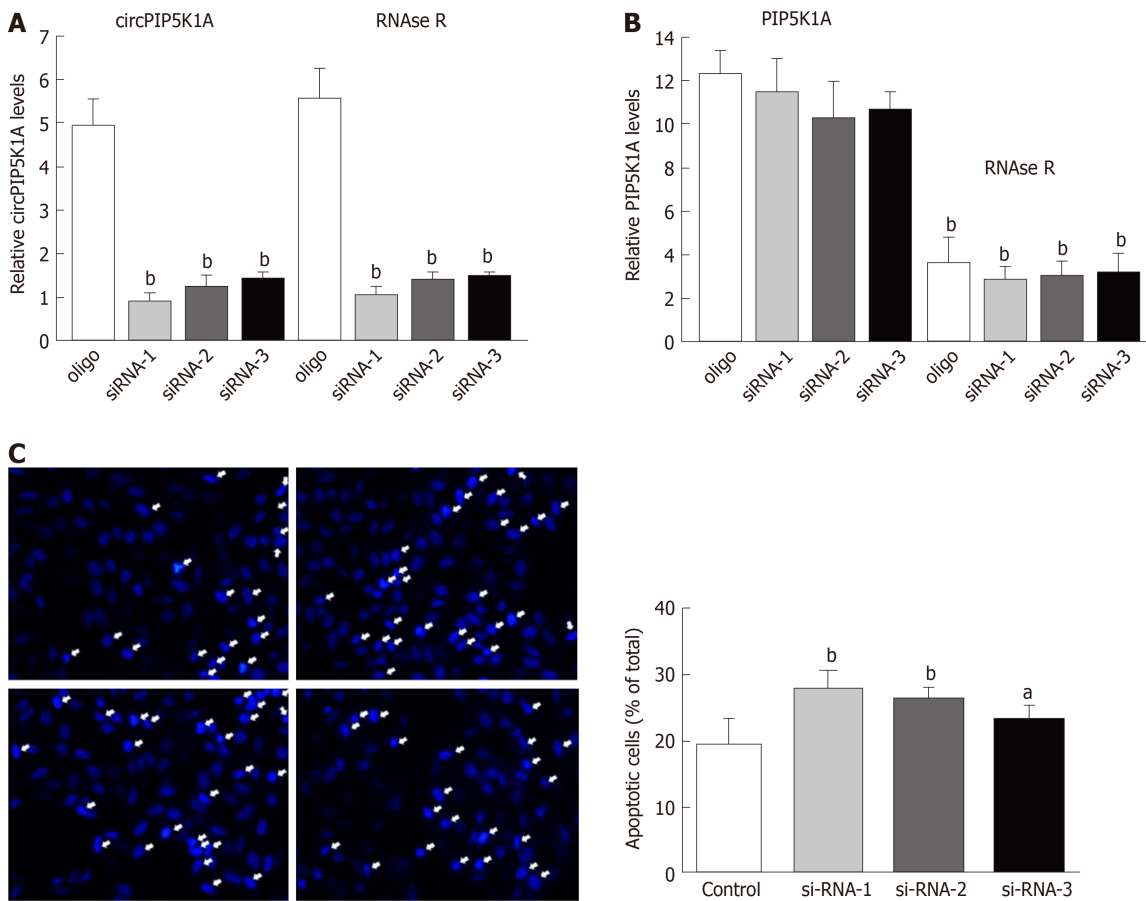 A
circPIP5K1A
RNAse R
Relative circPIP5K1A levels
7
6
5
4
3
2
1
0
b
b
b
b
b
b
oligo
siRNA-1
siRNA-2
siRNA-3
oligo
siRNA-1
siRNA-2
siRNA-3
B
PIP5K1A
RNAse R
Relative PIP5K1A levels
14
12
10
8
6
4
2
0
b
b
b
b
oligo
siRNA-1
siRNA-2
siRNA-3
oligo
siRNA-1
siRNA-2
siRNA-3
C
Apoptotic cells (% of total)
40
30
20
10
0
b
b
a
Control
si-RNA-1
si-RNA-2
si-RNA-3